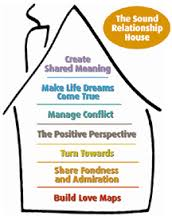 The Sound
Relationship
House
Create
Shared Meaning
Make Life Dreams
Come True
Manage Conflict
The Positive Perspective
Turn Towards
Share Fondness
and Admiration
Build Love Maps